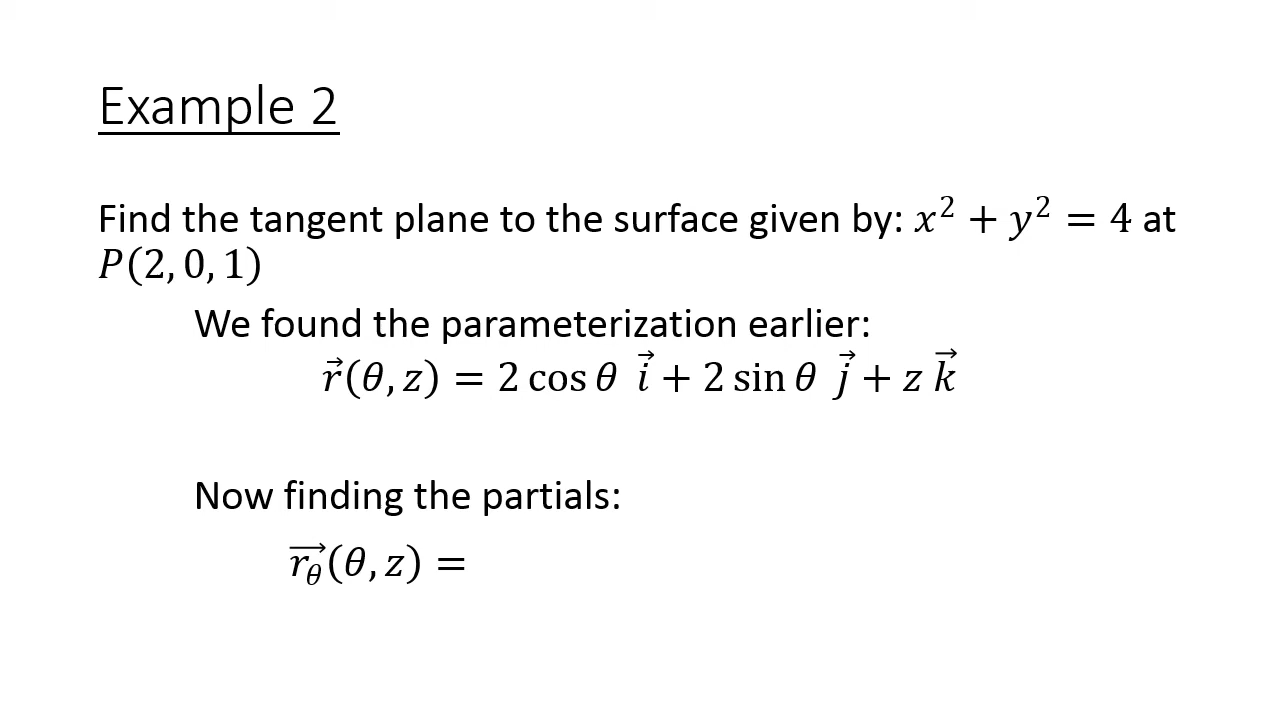 Example 2
Find the tangent plane to the surface given by: 𝑥² + 𝑦² = 4 at
𝑃(2, 0, 1)
We found the parameterization earlier:
𝑟⃗(𝜃, 𝑧) = 2 cos 𝜃 𝑖⃗ + 2 sin 𝜃 𝑗⃗ + 𝑧 𝑘⃗
Now finding the partials:
𝑟_𝜃⃗(𝜃, 𝑧) =